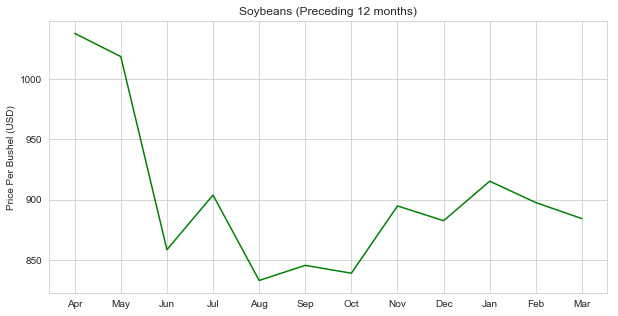 Soybeans (Preceding 12 months)
Price Per Bushel (USD)
1000
950
900
850
Apr May Jun Jul Aug Sep Oct Nov Dec Jan Feb Mar